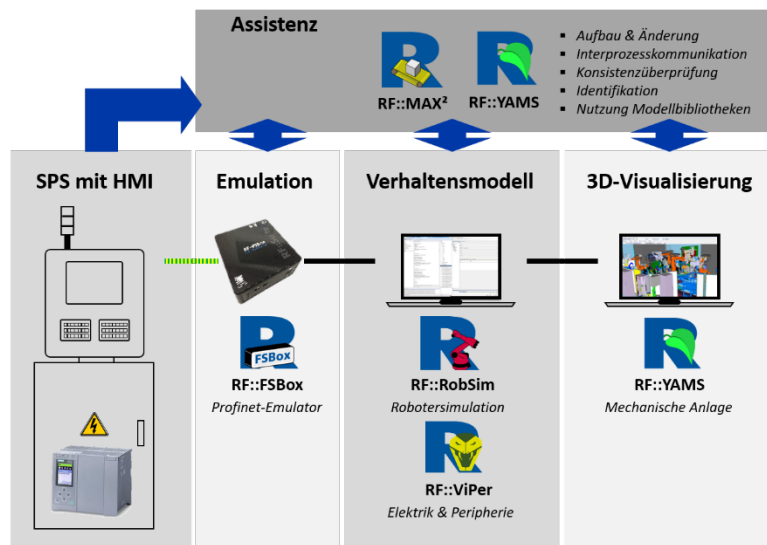 Assistenz
RF::MAX²
RF::YAMS
▪ Aufbau & Änderung
▪ Interprozesskommunikation
▪ Konsistenzüberprüfung
▪ Identifikation
▪ Nutzung Modellbibliotheken
SPS mit HMI
Emulation
Verhaltensmodell
3D-Visualisierung
FSBox
RF::FSBox
Profinet-Emulator
RF::RobSim
Robotersimulation
RF::ViPer
Elektrik & Peripherie
RF::YAMS
Mechanische Anlage